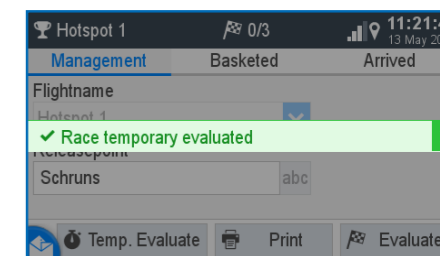 Hotspot 1 0/3 11:21:
13 May 20
Management Basketed Arrived
Flightname
Hotspot 1
✔ Race temporary evaluated
Releasepoint
Schruns abc
Temp. Evaluate Print Evaluate